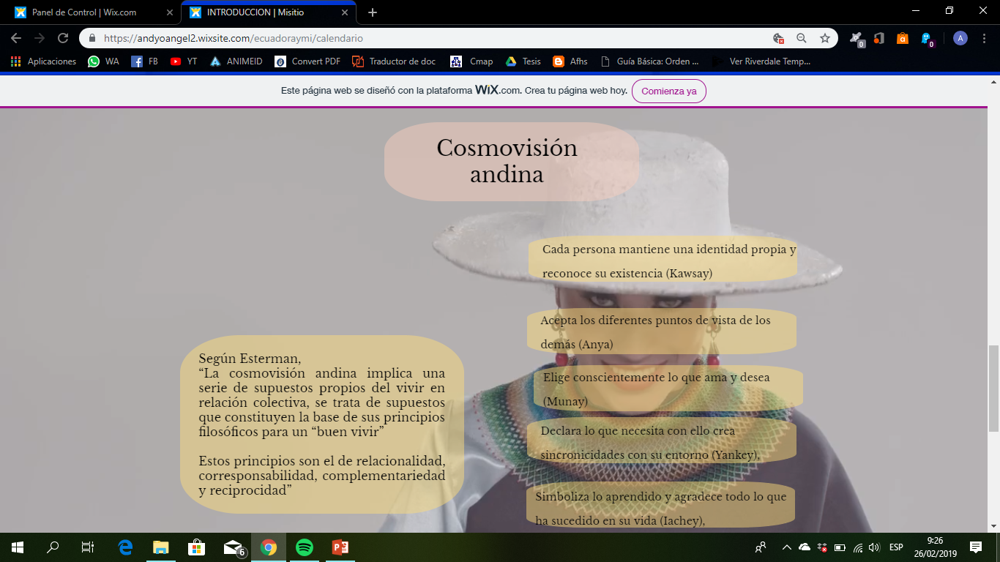 Panel de Control | Wix.com
INTRODUCCION | Misitio
https://andyoangel2.wixsite.com/ecuadoraymi/calendario
0
0
A
Aplicaciones
WA
FB
YT
ANIMEID
Convert PDF
Traductor de doc
Cmap
Tesis
Afhs
Guía Básica: Orden ...
Ver Riverdale Temp...
Este página web se diseñó con la plataforma WiX.com. Crea tu página web hoy.
Comienza ya
Cosmovisión
andina
Cada persona mantiene una identidad propia y
reconoce su existencia (Kawsay)
Acepta los diferentes puntos de vista de los
demás (Anya)
Elige conscientemente lo que ama y desea
(Munay)
Declara lo que necesita con ello crea
sincronicidades con su entorno (Yankey),
Simboliza lo aprendido y agradece todo lo que
ha sucedido en su vida (Iachey),
Según Esterman,
“La cosmovisión andina implica una
serie de supuestos propios del vivir en
relación colectiva, se trata de supuestos
que constituyen la base de sus principios
filosóficos para un “buen vivir”
Estos principios son el de relacionalidad,
corresponsabilidad, complementariedad
y reciprocidad”
6
ESP
9:26
26/02/2019